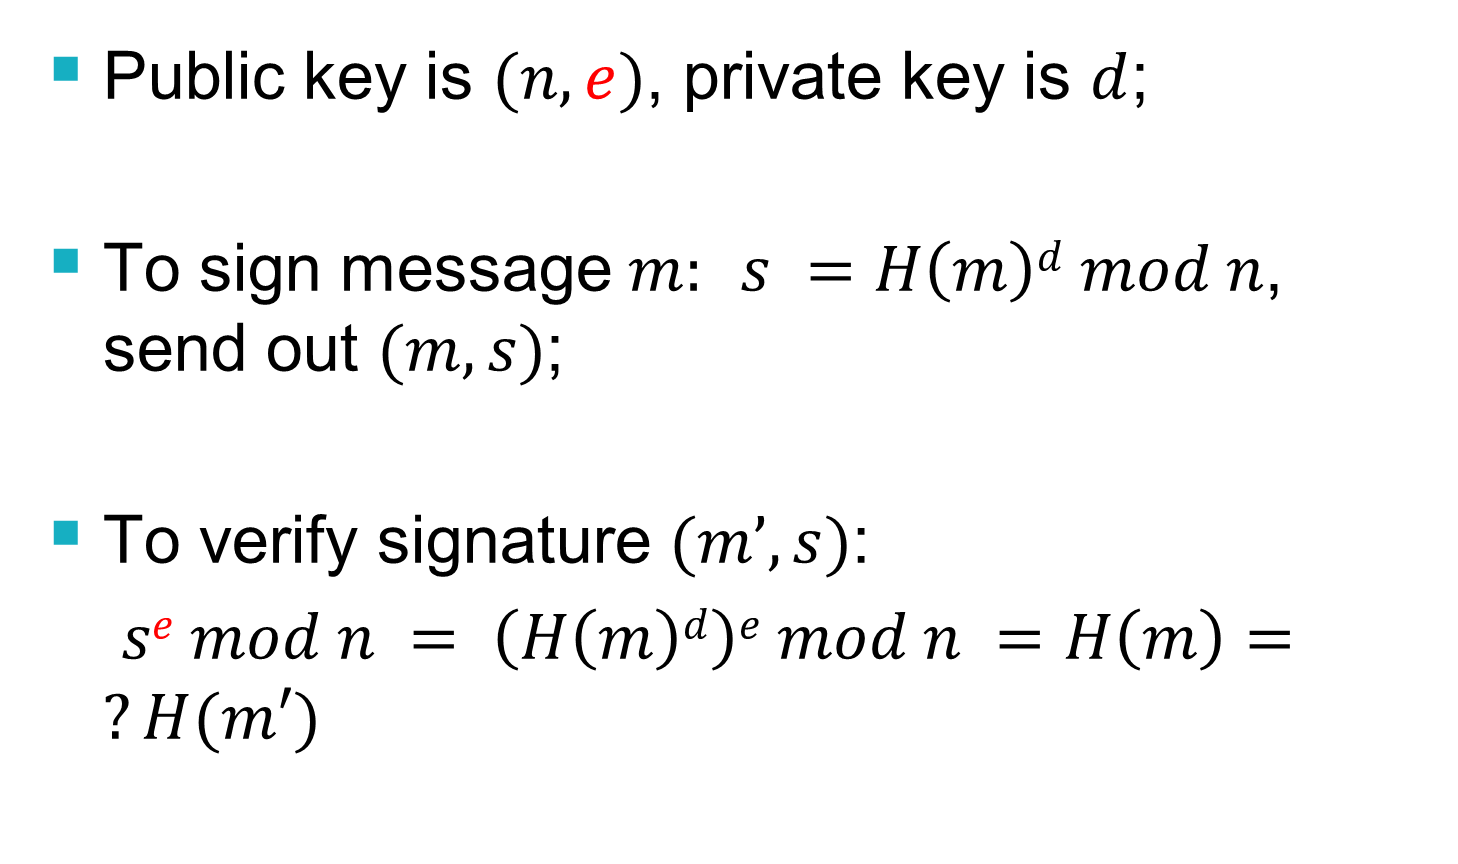 ▪ Public key is (n, e), private key is d;
▪ To sign message m: s = H(m)^d mod n,
send out (m, s);
▪ To verify signature (m’, s):
s^e mod n = (H(m)^d)^e mod n = H(m) =
? H(m′)